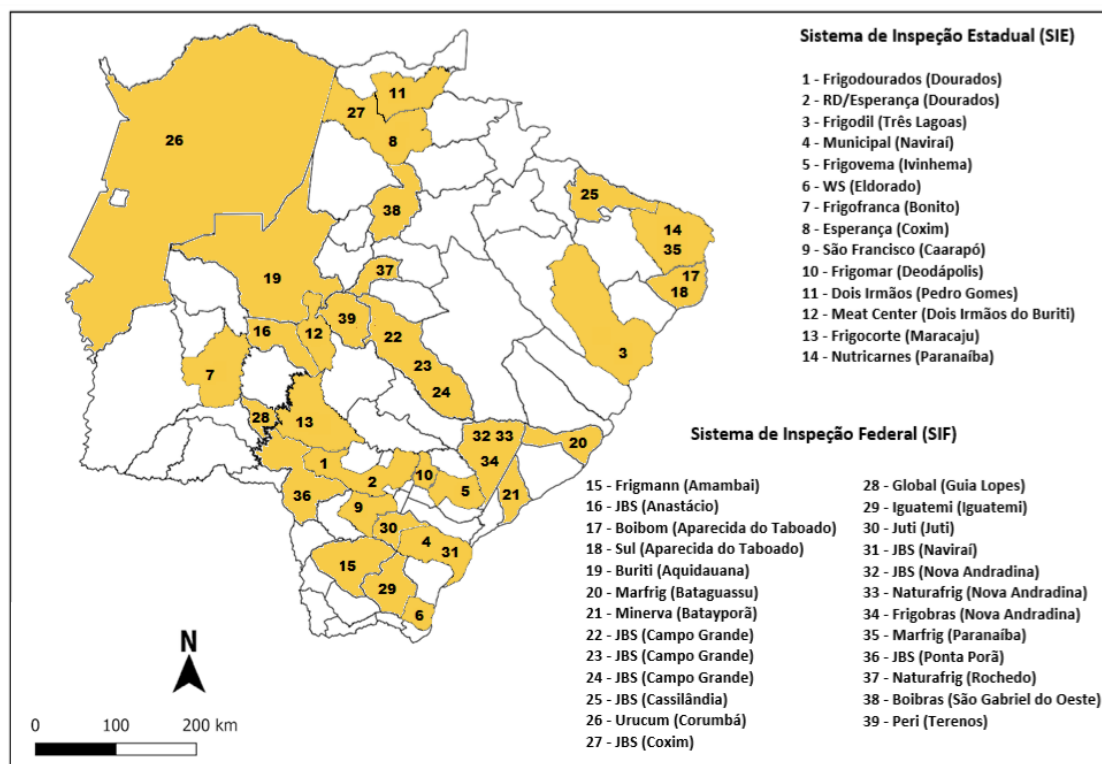 Sistema de Inspeção Estadual (SIE)
1 - Frigodourados (Dourados)
2 - RD/Esperança (Dourados)
3 - Frigodil (Três Lagoas)
4 - Municipal (Naviraí)
5 - Frigovema (Ivinhema)
6 - WS (Eldorado)
7 - Frigofranca (Bonito)
8 - Esperança (Coxim)
9 - São Francisco (Caarapó)
10 - Frigomar (Deodápolis)
11 - Dois Irmãos (Pedro Gomes)
12 - Meat Center (Dois Irmãos do Buriti)
13 - Frigocorte (Maracaju)
14 - Nutricarnes (Paranaíba)
11
27
26
8
25
38
14
35
17
18
37
19
39
16
12
22
3
23
7
24
28
13
32 33
20
34
1
2
10
5
21
36
9
30
4
31
15
29
6
Sistema de Inspeção Federal (SIF)
15 - Frigmann (Amambai)
16 - JBS (Anastácio)
17 - Boibom (Aparecida do Taboado)
18 - Sul (Aparecida do Taboado)
19 - Buriti (Aquidauana)
20 - Marfrig (Bataguassu)
21 - Minerva (Batayporã)
22 - JBS (Campo Grande)
23 - JBS (Campo Grande)
24 - JBS (Campo Grande)
25 - JBS (Cassilândia)
26 - Urucum (Corumbá)
27 - JBS (Coxim)
28 - Global (Guia Lopes)
29 - Iguatemi (Iguatemi)
30 - Juti (Juti)
31 - JBS (Naviraí)
32 - JBS (Nova Andradina)
33 - Naturafrig (Nova Andradina)
34 - Frigobras (Nova Andradina)
35 - Marfrig (Paranaíba)
36 - JBS (Ponta Porã)
37 - Naturafrig (Rochedo)
38 - Boibras (São Gabriel do Oeste)
39 - Peri (Terenos)
N
0 100 200 km